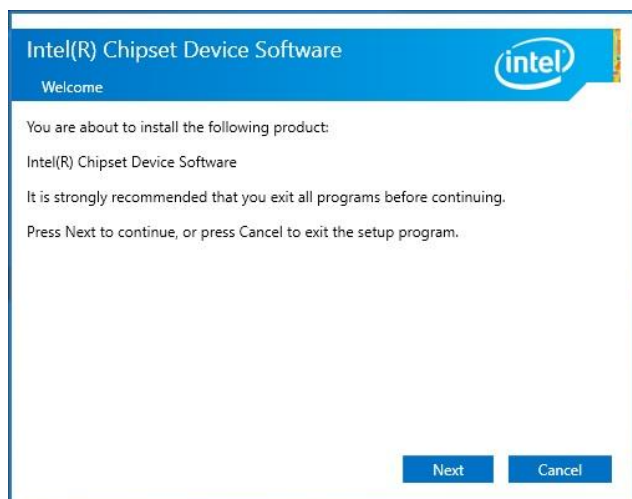 Intel(R) Chipset Device Software
intel
Welcome
You are about to install the following product:
Intel(R) Chipset Device Software
It is strongly recommended that you exit all programs before continuing.
Press Next to continue, or press Cancel to exit the setup program.
Next
Cancel